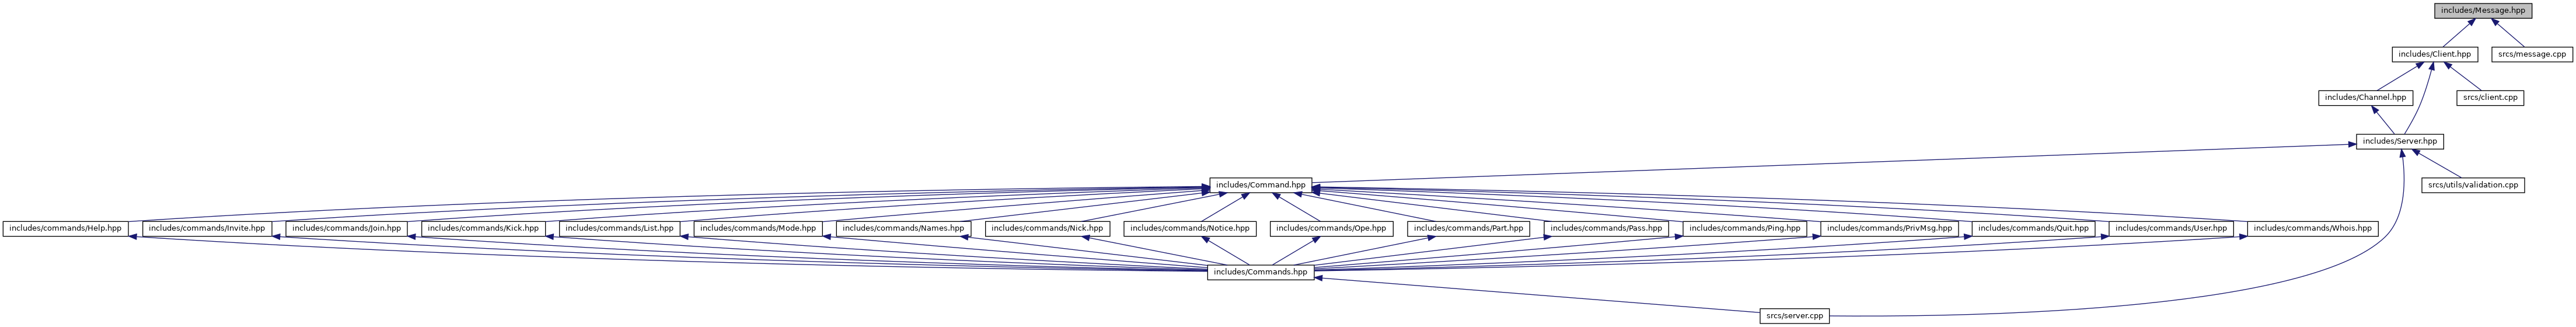 includes/Message.hpp
includes/Client.hpp
srcs/message.cpp
includes/Channel.hpp
srcs/client.cpp
includes/Server.hpp
includes/Command.hpp
srcs/utils/validation.cpp
includes/commands/Help.hpp
includes/commands/Invite.hpp
includes/commands/Join.hpp
includes/commands/Kick.hpp
includes/commands/List.hpp
includes/commands/Mode.hpp
includes/commands/Names.hpp
includes/commands/Nick.hpp
includes/commands/Notice.hpp
includes/commands/Ope.hpp
includes/commands/Part.hpp
includes/commands/Pass.hpp
includes/commands/Ping.hpp
includes/commands/PrivMsg.hpp
includes/commands/Quit.hpp
includes/commands/User.hpp
includes/commands/Whois.hpp
includes/Commands.hpp
srcs/server.cpp